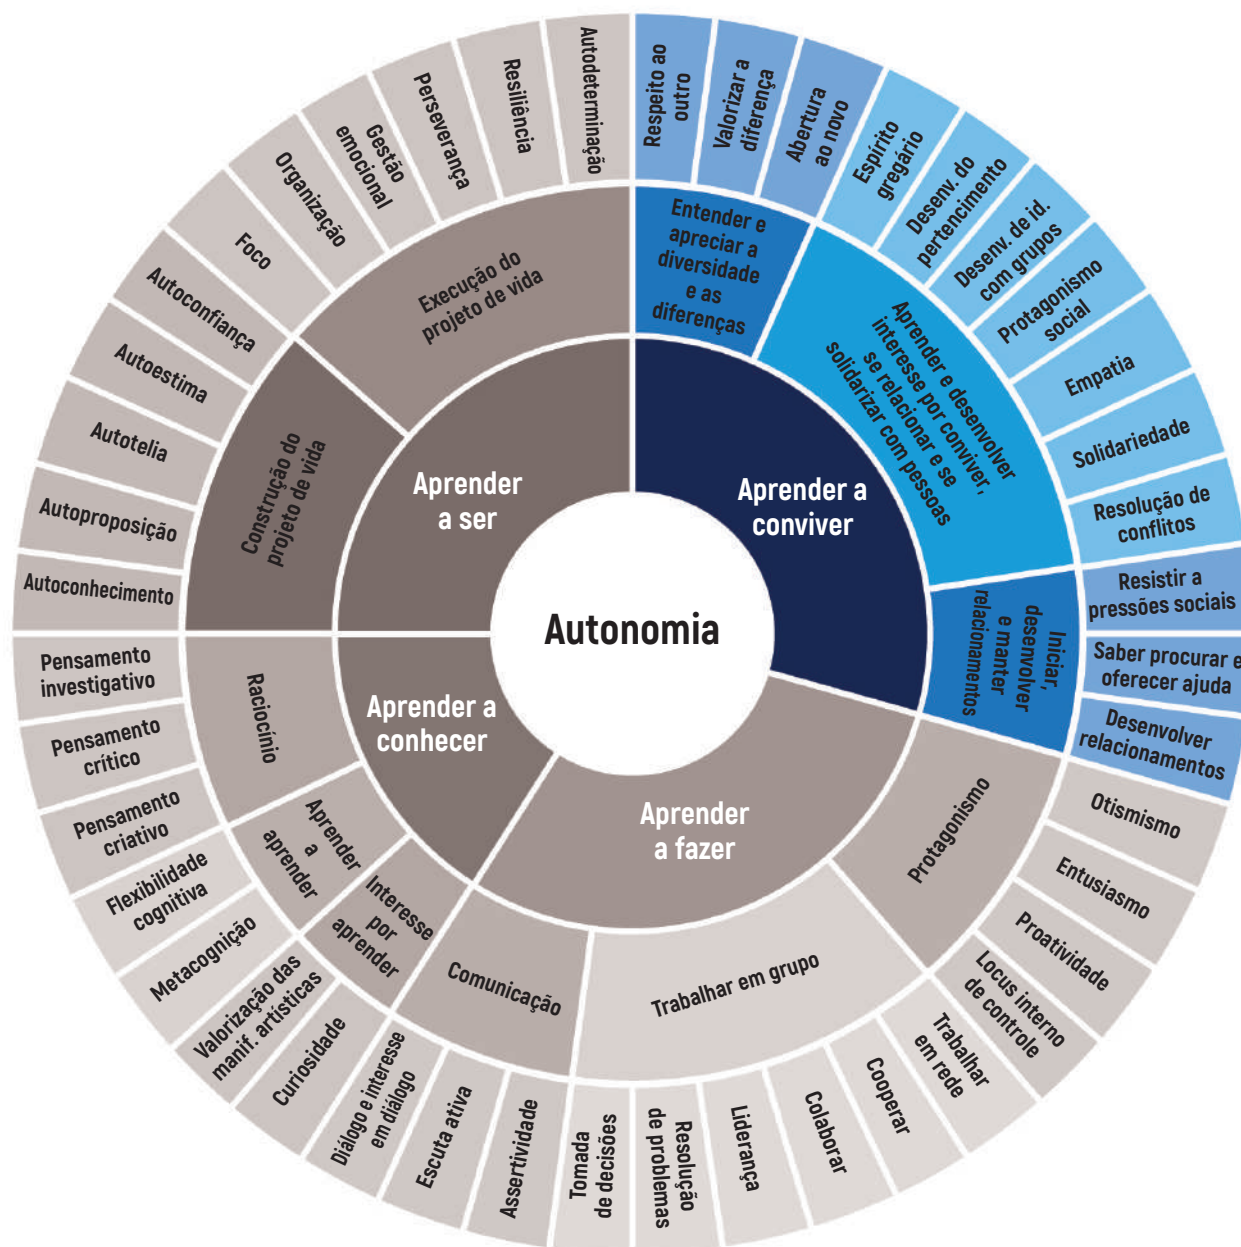 Autonomia
Aprender a
conviver
Aprender
a fazer
Aprender a
conhecer
Aprender
a ser
Entender e
apreciar a
diversidade
e as
diferenças
Aprender e desenvolver
interesse por conviver,
se relacionar e se
solidarizar com pessoas
Iniciar,
desenvolver
e manter
relacionamentos
Protagonismo
Trabalhar em grupo
Comunicação
Interesse
por
aprender
Aprender
a
aprender
Raciocínio
Construção do
projeto de vida
Execução do
projeto de vida
Respeito ao
outro
Valorizar a
diferença
Abertura
ao novo
Espírito
gregário
Desenv. do
pertencimento
Desenv. de id.
com grupos
Protagonismo
social
Empatia
Solidariedade
Resolução de
conflitos
Resistir a
pressões sociais
Saber procurar e
oferecer ajuda
Desenvolver
relacionamentos
Otismismo
Entusiasmo
Proatividade
Locus interno
de controle
Trabalhar
em rede
Cooperar
Colaborar
Liderança
Resolução
de problemas
Tomada
de decisões
Assertividade
Escuta ativa
Diálogo e interesse
em diálogo
Curiosidade
Valorização das
manif. artísticas
Metacognição
Flexibilidade
cognitiva
Pensamento
criativo
Pensamento
crítico
Pensamento
investigativo
Autoconhecimento
Autoproposição
Autotelia
Autoestima
Autoconfiança
Foco
Organização
Gestão
emocional
Perseverança
Resiliência
Autodeterminação